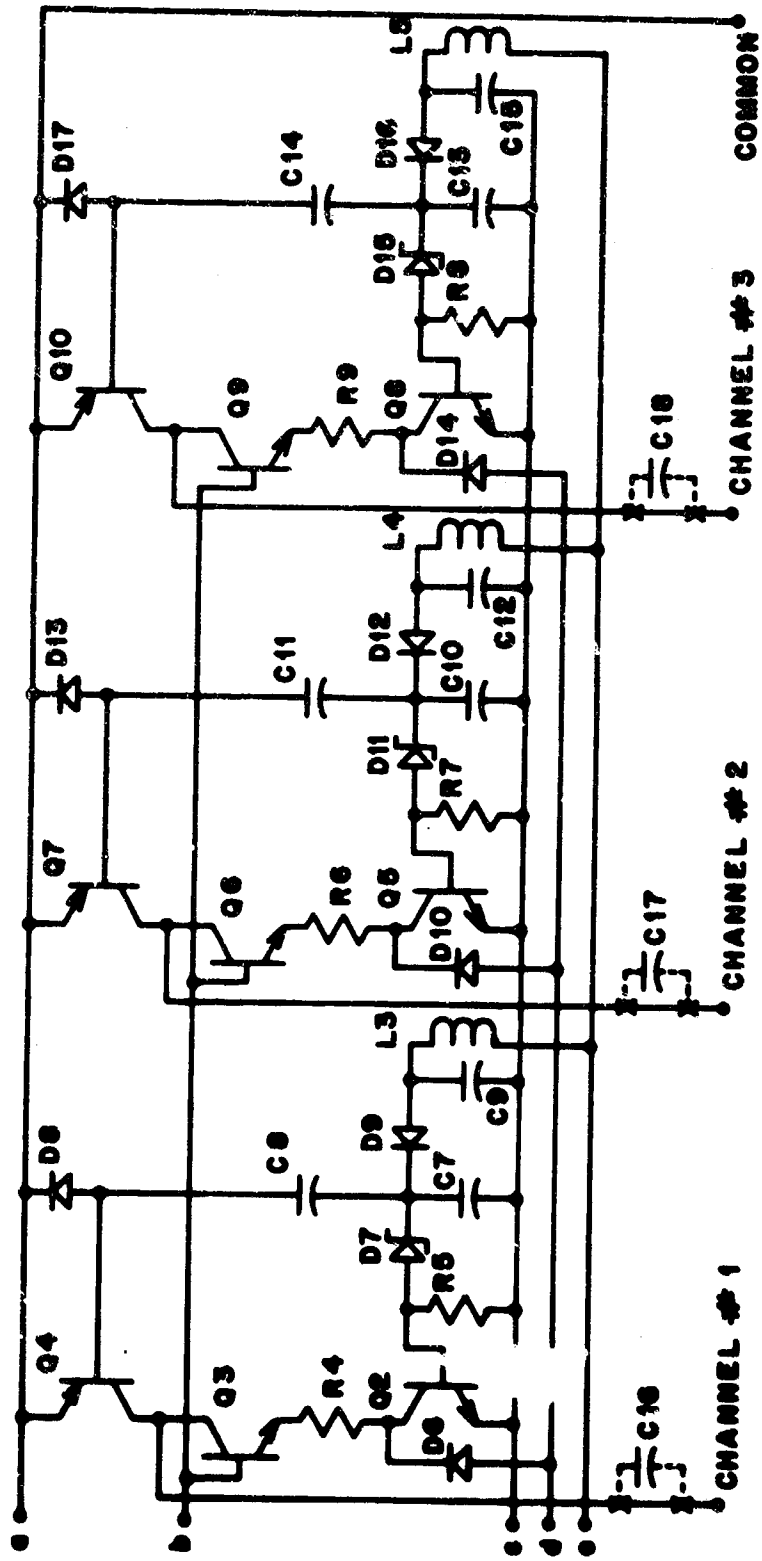 a
Q4
D8
Q7
D13
Q10
D17
b
Q3
C8
Q6
C11
Q9
C14
R4
R6
R9
Q2
D7
D9
L3
Q5
D11
D12
L4
Q8
D15
D16
L5
D6
R5
C7
D10
R7
C10
D14
R8
C13
C9
C12
C15
c
d
e
C16
C17
C18
CHANNEL #1
CHANNEL #2
CHANNEL #3
COMMON